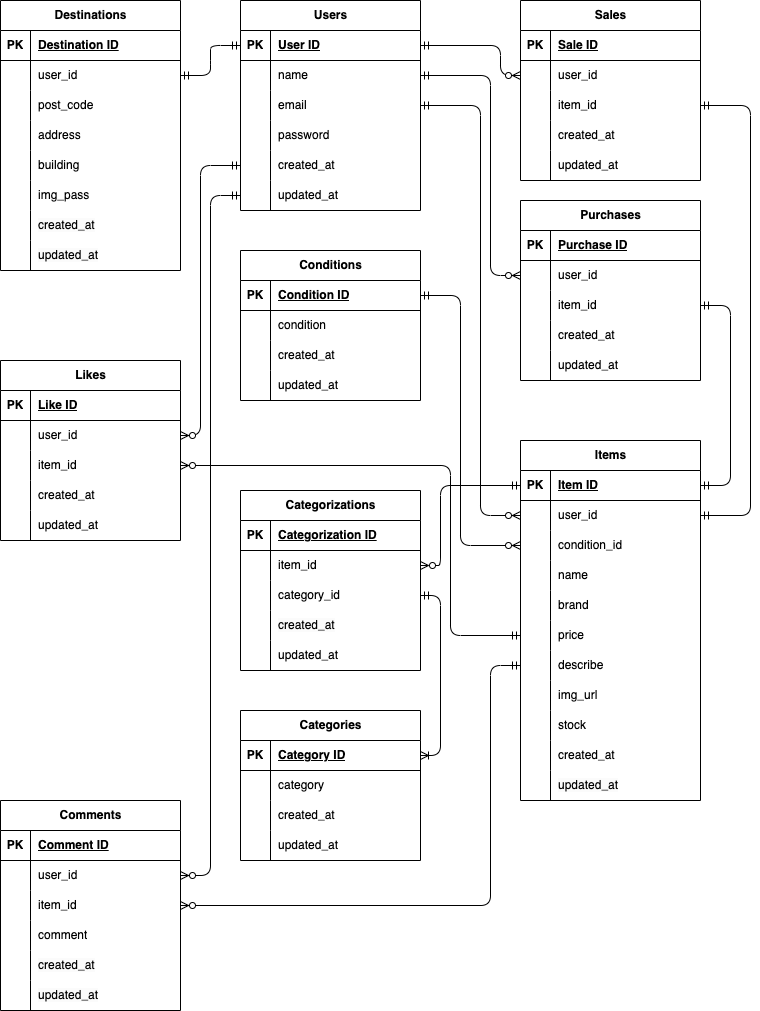 Destinations
PK Destination ID
user_id
post_code
address
building
img_pass
created_at
updated_at
Users
PK User ID
name
email
password
created_at
updated_at
Sales
PK Sale ID
user_id
item_id
created_at
updated_at
Purchases
PK Purchase ID
user_id
item_id
created_at
updated_at
Conditions
PK Condition ID
condition
created_at
updated_at
Likes
PK Like ID
user_id
item_id
created_at
updated_at
Categorizations
PK Categorization ID
item_id
category_id
created_at
updated_at
Items
PK Item ID
user_id
condition_id
name
brand
price
describe
img_url
stock
created_at
updated_at
Categories
PK Category ID
category
created_at
updated_at
Comments
PK Comment ID
user_id
item_id
comment
created_at
updated_at